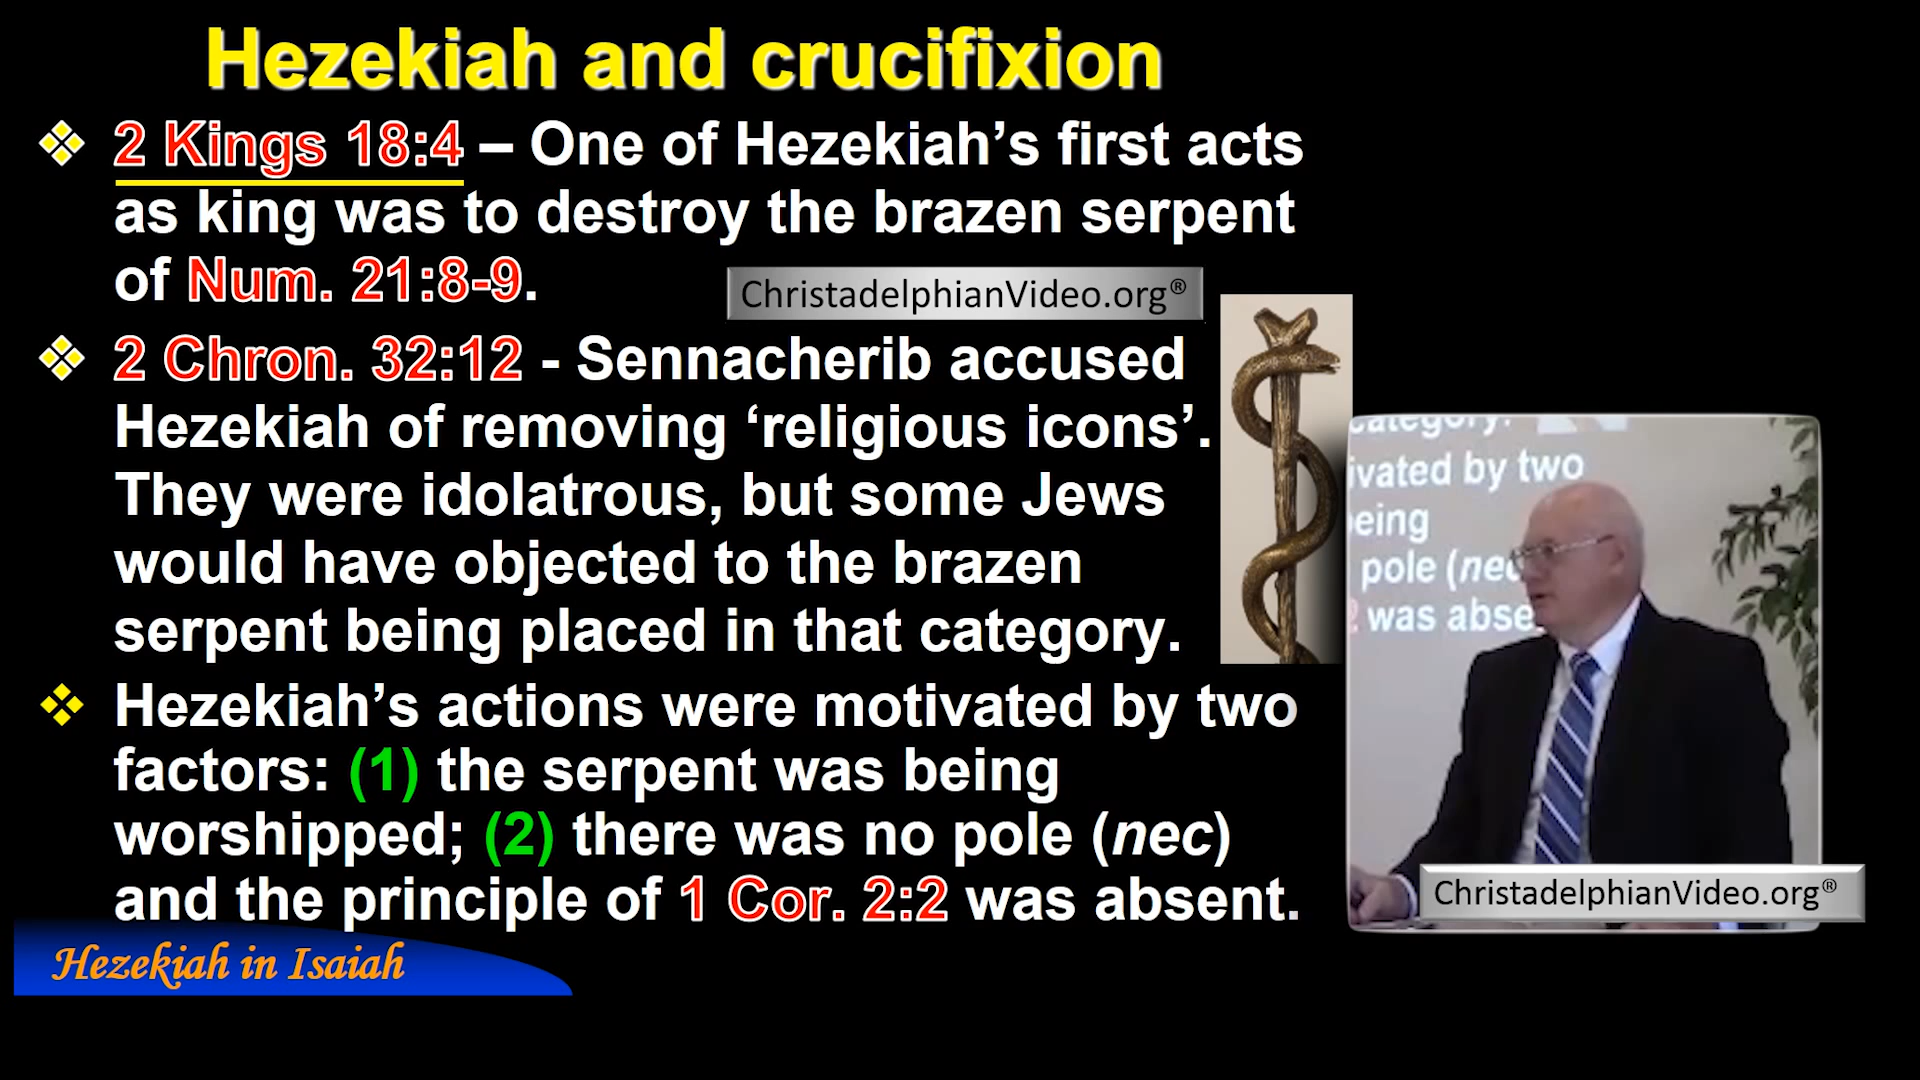 Hezekiah and crucifixion
2 Kings 18:4 – One of Hezekiah’s first acts
as king was to destroy the brazen serpent
of Num. 21:8-9.
ChristadelphianVideo.org®
2 Chron. 32:12 - Sennacherib accused
Hezekiah of removing ‘religious icons’.
They were idolatrous, but some Jews
would have objected to the brazen
serpent being placed in that category.
Hezekiah’s actions were motivated by two
factors: (1) the serpent was being
worshipped; (2) there was no pole (nec)
and the principle of 1 Cor. 2:2 was absent.
Hezekiah in Isaiah
category.
ivated by two
being
pole (nec
2 was abse
ChristadelphianVideo.org®